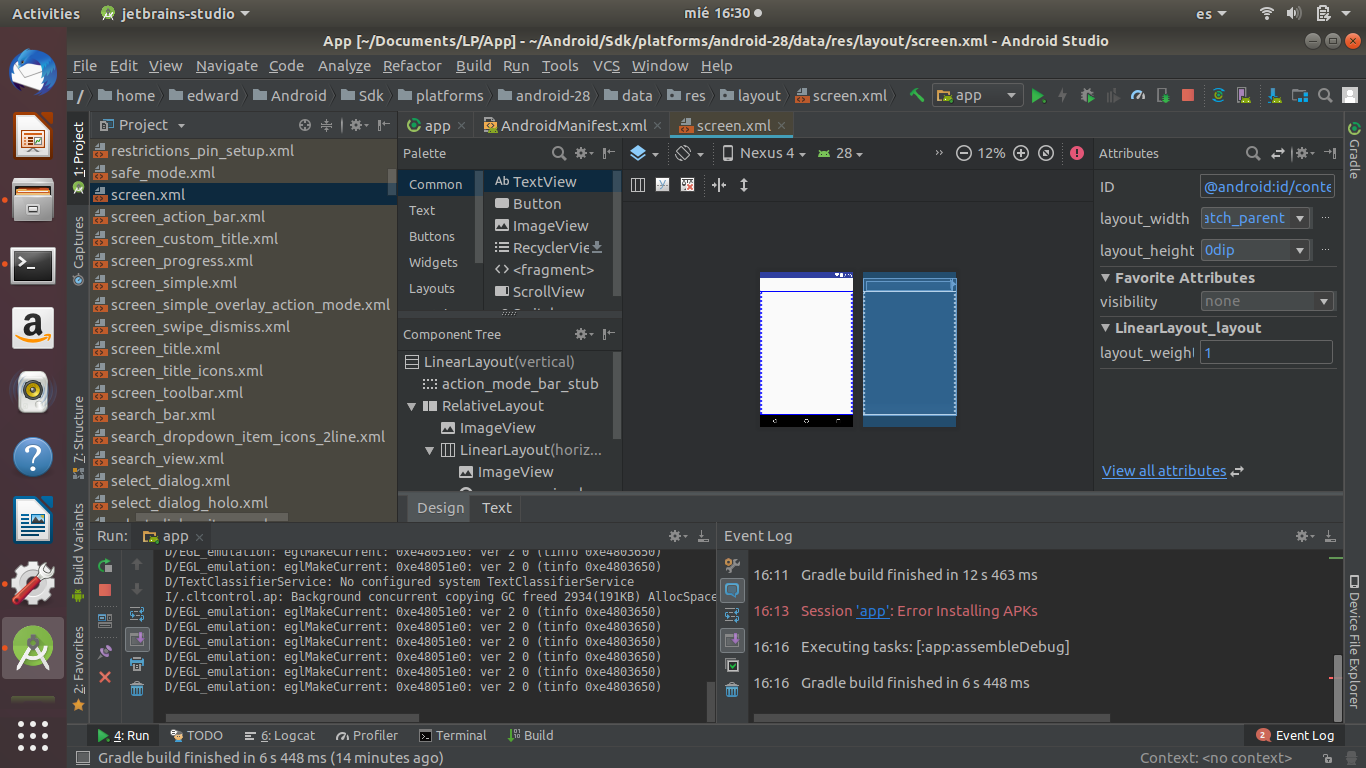 Activities
jetbrains-studio
mié 16:30
es
App [~/Documents/LP/App] - ~/Android/Sdk/platforms/android-28/data/res/layout/screen.xml - Android Studio
File Edit View Navigate Code Analyze Refactor Build Run Tools VCS Window Help
/ home edward Android Sdk platforms android-28 data res layout screen.xml
app
1: Project
Captures
7: Structure
Build Variants
2: Favorites
Project
restrictions_pin_setup.xml
safe_mode.xml
screen.xml
screen_action_bar.xml
screen_custom_title.xml
screen_progress.xml
screen_simple.xml
screen_simple_overlay_action_mode.xml
screen_swipe_dismiss.xml
screen_title.xml
screen_title_icons.xml
screen_toolbar.xml
search_bar.xml
search_dropdown_item_icons_2line.xml
search_view.xml
select_dialog.xml
select_dialog_holo.xml
app
AndroidManifest.xml
screen.xml
Palette
Common
Text
Buttons
Widgets
Layouts
Ab TextView
Button
ImageView
RecyclerVie
<fragment>
ScrollView
Component Tree
LinearLayout(vertical)
action_mode_bar_stub
RelativeLayout
ImageView
LinearLayout(horiz...
ImageView
Design
Text
Nexus 4
28
»
12%
Attributes
ID @android:id/conte
layout_width atch_parent ...
layout_height 0dip ...
Favorite Attributes
visibility none
LinearLayout_layout
layout_weight 1
View all attributes
Gradle
Device File Explorer
Run: app
D/EGL_emulation: eglMakeCurrent: 0xe48051e0: ver 2 0 (tinfo 0xe4803650)
D/EGL_emulation: eglMakeCurrent: 0xe48051e0: ver 2 0 (tinfo 0xe4803650)
D/TextClassifierService: No configured system TextClassifierService
I/.cltcontrol.ap: Background concurrent copying GC freed 2934(191KB) AllocSpace
D/EGL_emulation: eglMakeCurrent: 0xe48051e0: ver 2 0 (tinfo 0xe4803650)
D/EGL_emulation: eglMakeCurrent: 0xe48051e0: ver 2 0 (tinfo 0xe4803650)
D/EGL_emulation: eglMakeCurrent: 0xe48051e0: ver 2 0 (tinfo 0xe4803650)
D/EGL_emulation: eglMakeCurrent: 0xe48051e0: ver 2 0 (tinfo 0xe4803650)
D/EGL_emulation: eglMakeCurrent: 0xe48051e0: ver 2 0 (tinfo 0xe4803650)
D/EGL_emulation: eglMakeCurrent: 0xe48051e0: ver 2 0 (tinfo 0xe4803650)
Event Log
16:11 Gradle build finished in 12 s 463 ms
16:13 Session 'app': Error Installing APKs
16:16 Executing tasks: [:app:assembleDebug]
16:16 Gradle build finished in 6 s 448 ms
4: Run
TODO
6: Logcat
Profiler
Terminal
Build
2 Event Log
Gradle build finished in 6 s 448 ms (14 minutes ago)
Context: <no context>